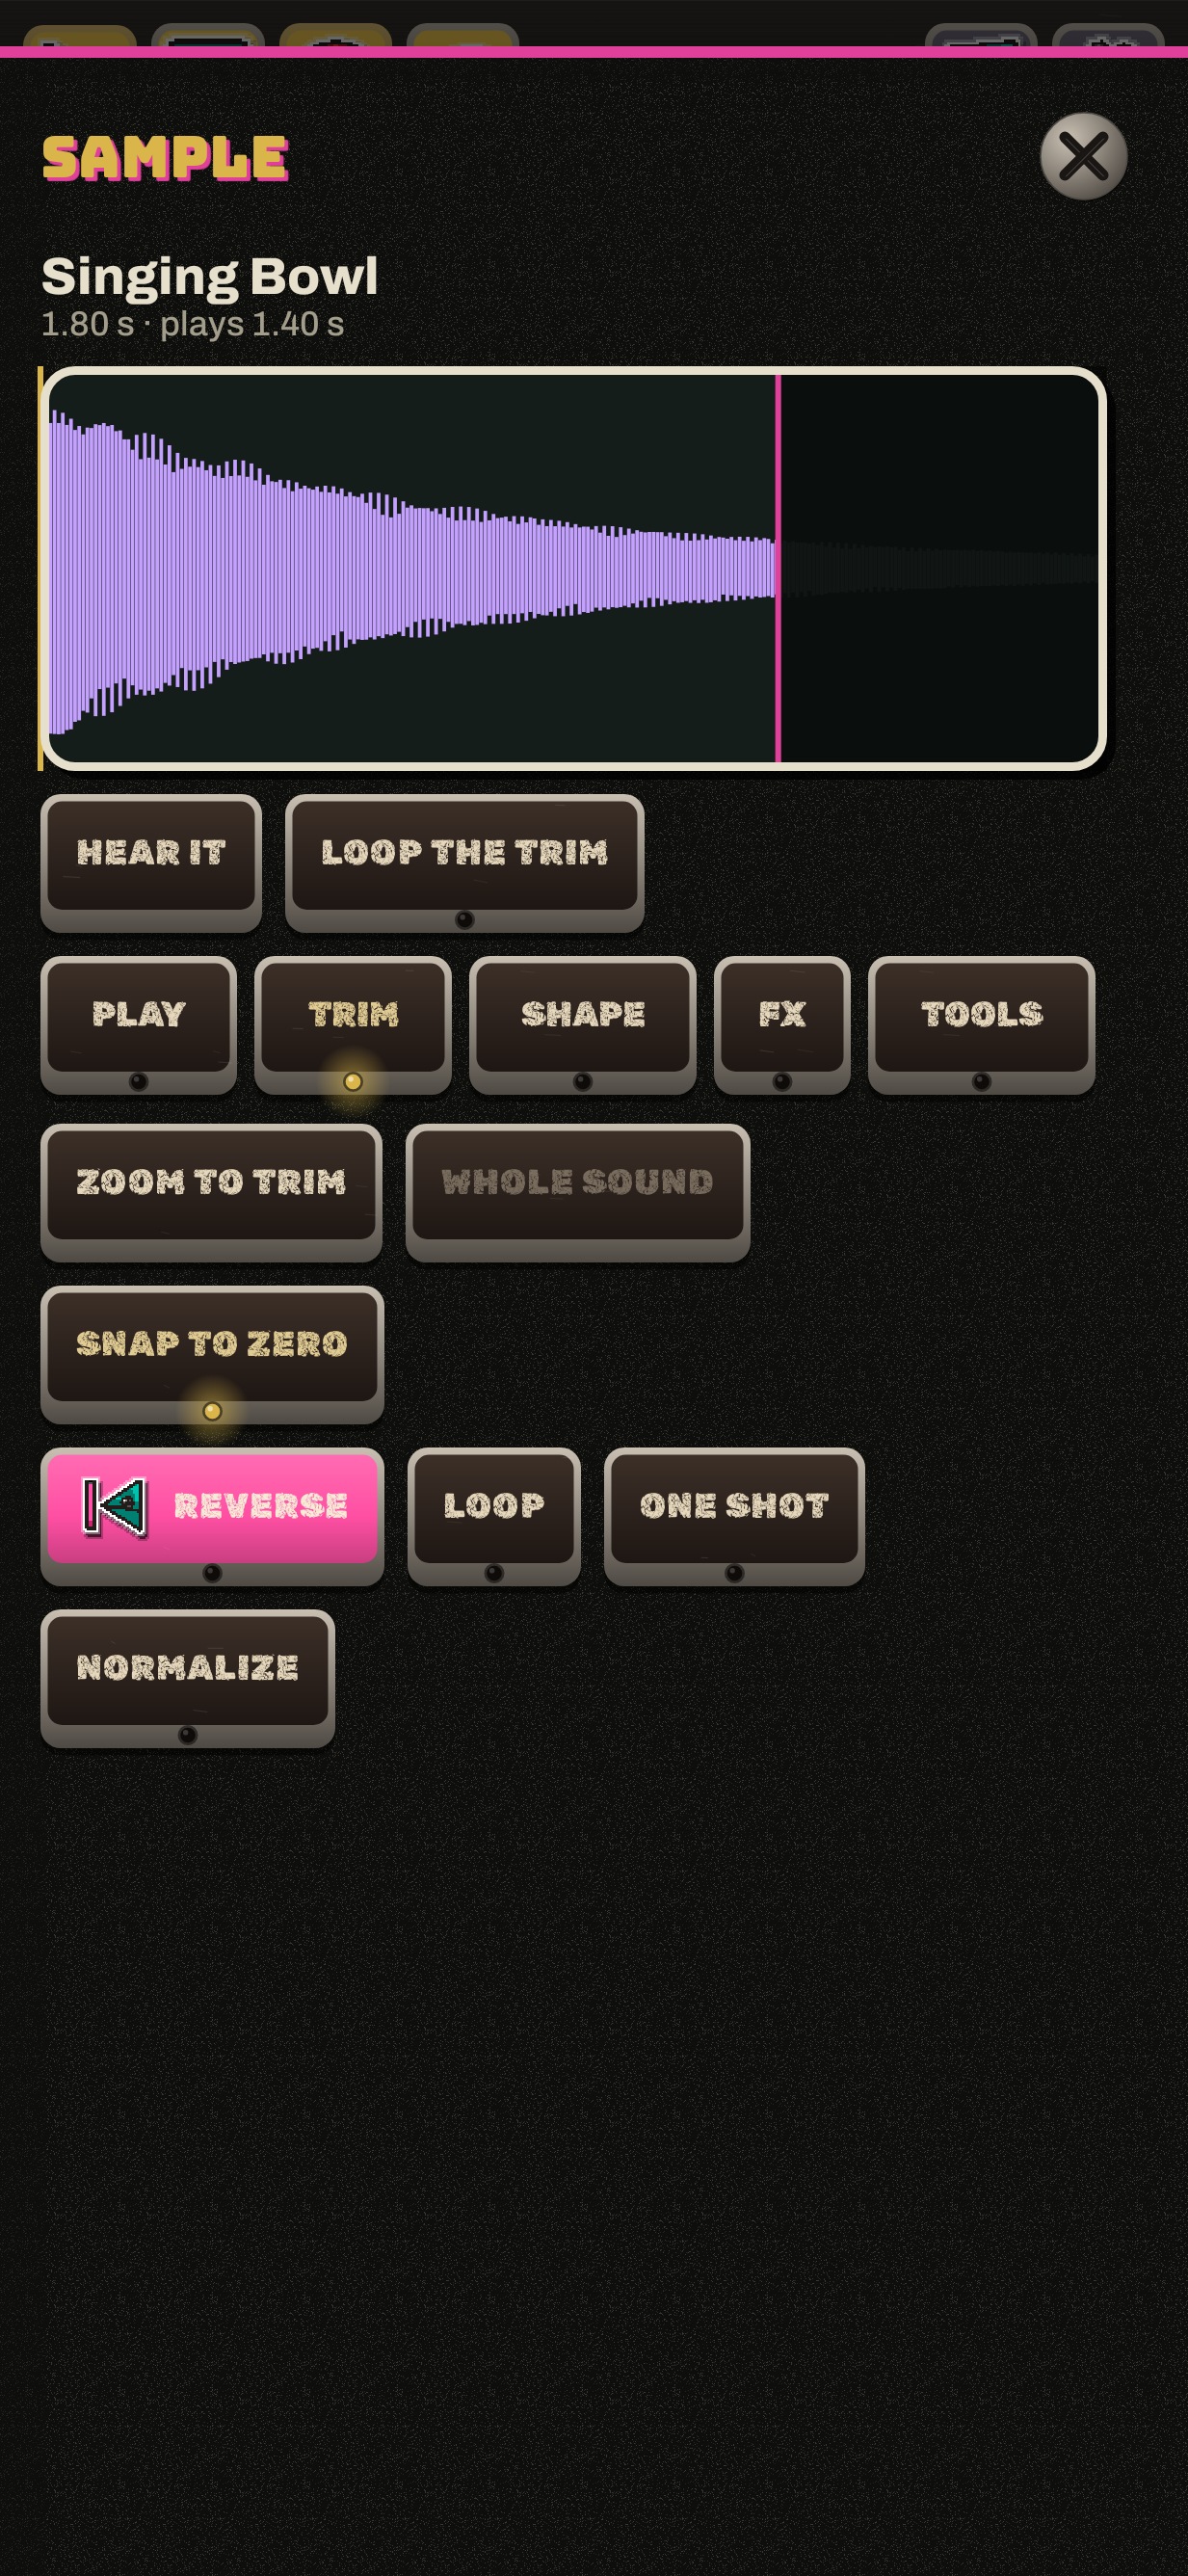 SAMPLE
Singing Bowl
1.80 s · plays 1.40 s
HEAR IT LOOP THE TRIM
PLAY TRIM SHAPE FX TOOLS
ZOOM TO TRIM WHOLE SOUND
SNAP TO ZERO
REVERSE LOOP ONE SHOT
NORMALIZE